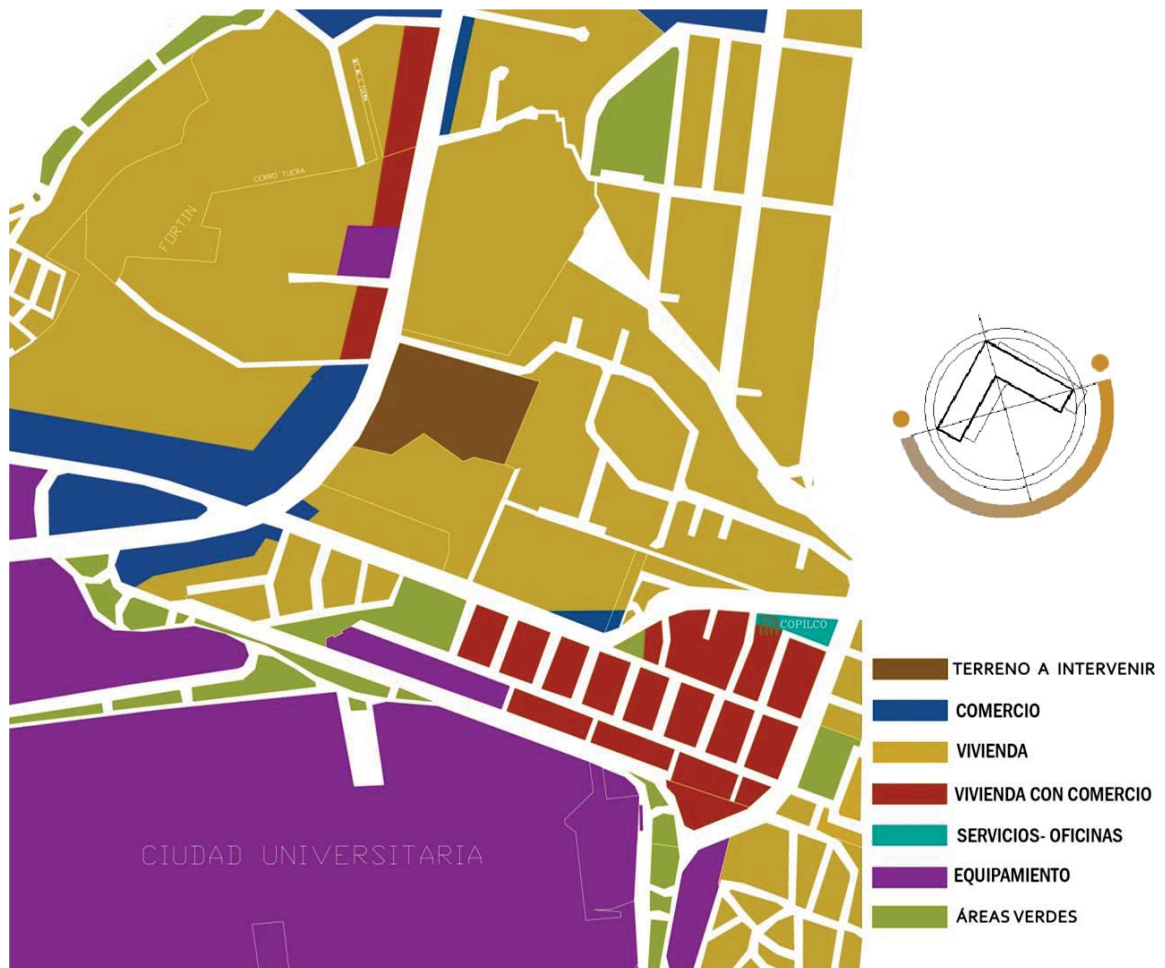 CERRO TUERA
FORTIN
COPILCO
CIUDAD UNIVERSITARIA
TERRENO A INTERVENIR
COMERCIO
VIVIENDA
VIVIENDA CON COMERCIO
SERVICIOS- OFICINAS
EQUIPAMIENTO
ÁREAS VERDES